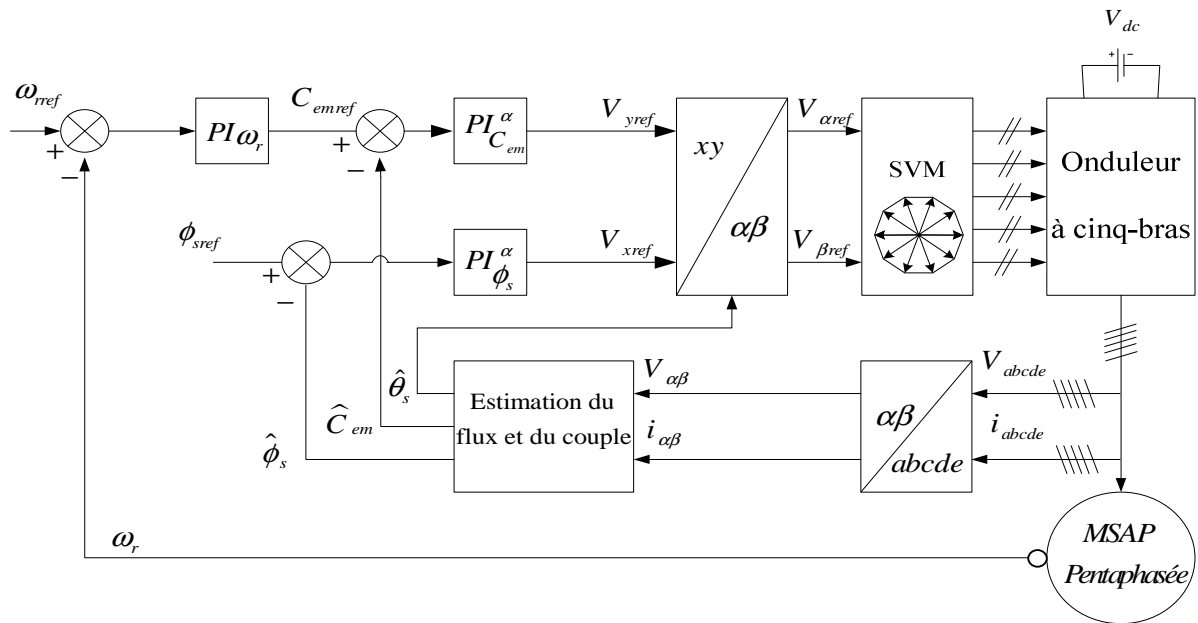 V_dc
+ -
ω_rref
+
−
PI ω_r
C_emref
+
−
PI^α_C_em
V_yref
xy
αβ
V_αref
SVM
Onduleur
à cinq-bras
ϕ_sref
+
−
PI^α_ϕ_s
V_xref
V_βref
θ̂_s
Ĉ_em
ϕ̂_s
Estimation du
flux et du couple
V_αβ
i_αβ
αβ
abcde
V_abcde
i_abcde
ω_r
MSAP
Pentaphasée